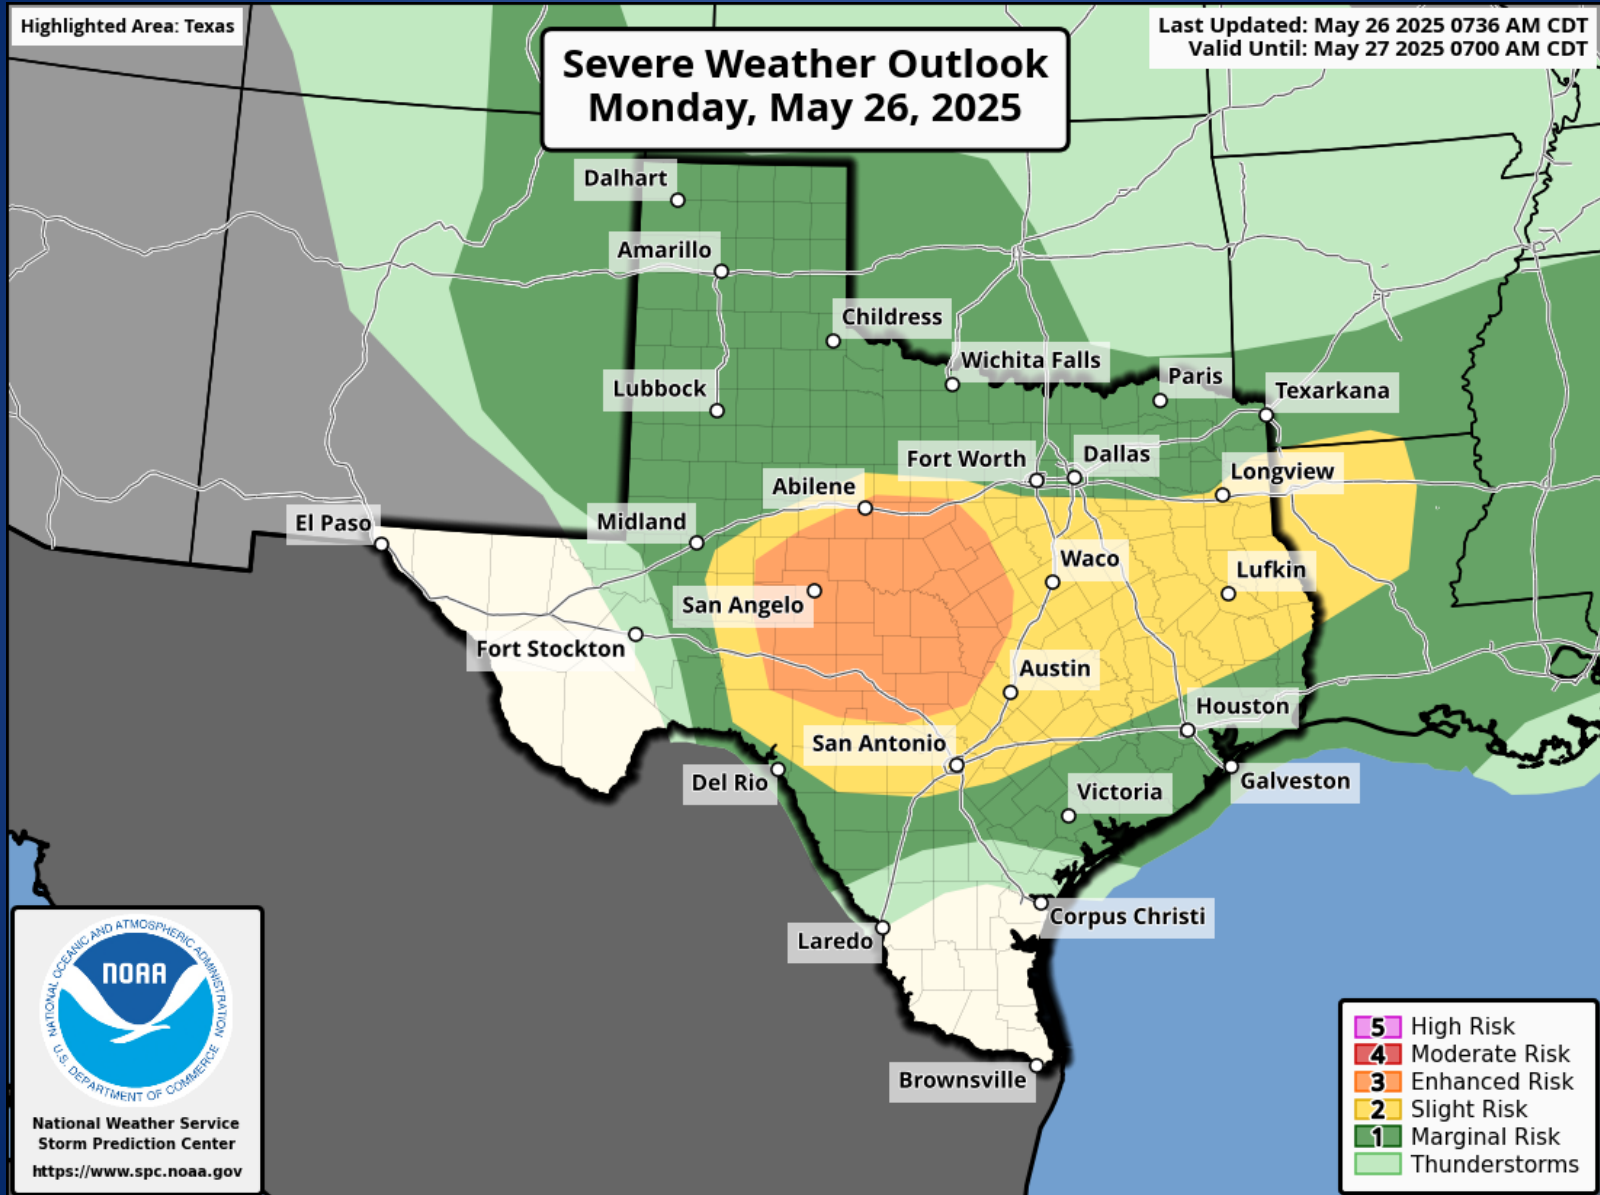 Highlighted Area: Texas
Severe Weather Outlook
Monday, May 26, 2025
Last Updated: May 26 2025 0736 AM CDT
Valid Until: May 27 2025 0700 AM CDT
Dalhart
Amarillo
Childress
Wichita Falls
Lubbock
Paris
Texarkana
Fort Worth
Dallas
Longview
Abilene
El Paso
Midland
Waco
Lufkin
San Angelo
Fort Stockton
Austin
Houston
San Antonio
Del Rio
Galveston
Victoria
Corpus Christi
Laredo
Brownsville
NATIONAL OCEANIC AND ATMOSPHERIC ADMINISTRATION
NOAA
U.S. DEPARTMENT OF COMMERCE
National Weather Service
Storm Prediction Center
https://www.spc.noaa.gov
5 High Risk
4 Moderate Risk
3 Enhanced Risk
2 Slight Risk
1 Marginal Risk
Thunderstorms